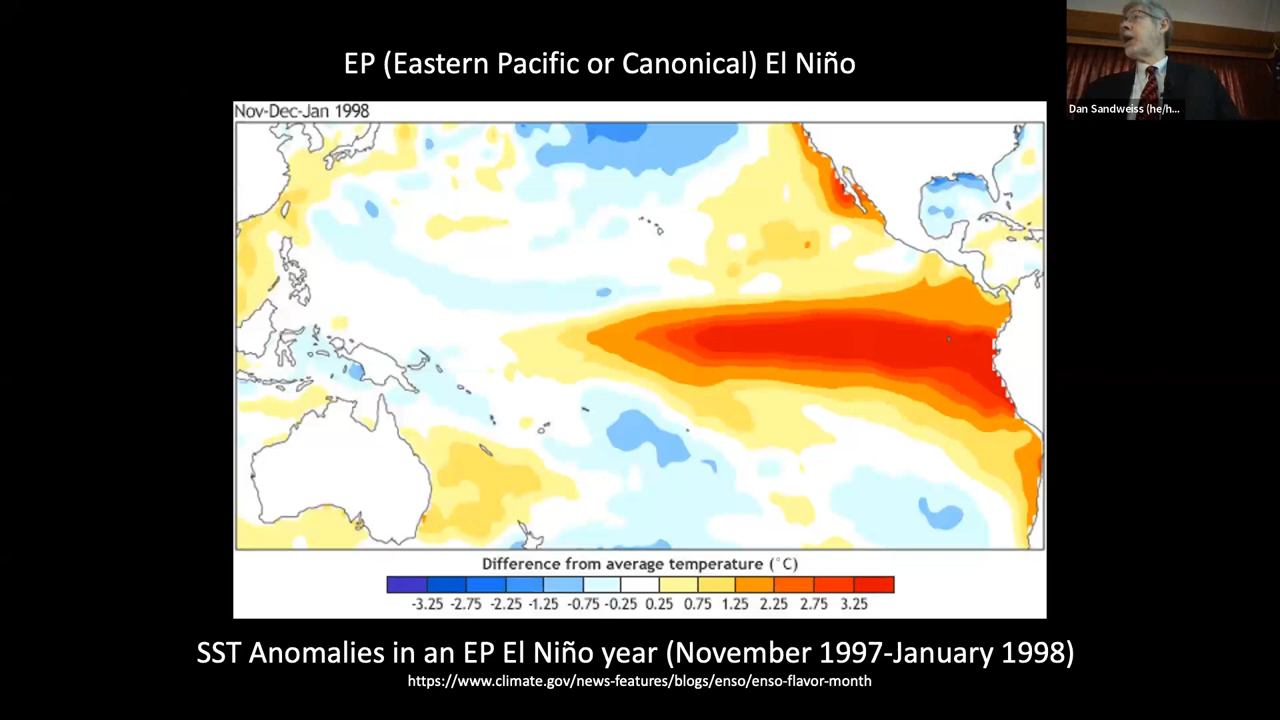 EP (Eastern Pacific or Canonical) El Niño
Dan Sandweiss (he/h...
Nov-Dec-Jan 1998
Difference from average temperature (°C)
-3.25 -2.75 -2.25 -1.25 -0.75 -0.25 0.25 0.75 1.25 2.25 2.75 3.25
SST Anomalies in an EP El Niño year (November 1997-January 1998)
https://www.climate.gov/news-features/blogs/enso/enso-flavor-month